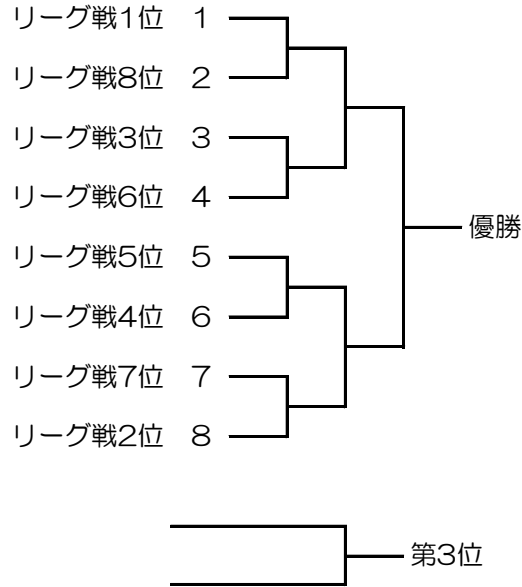 リーグ戦1位 1
リーグ戦8位 2
リーグ戦3位 3
リーグ戦6位 4
リーグ戦5位 5
リーグ戦4位 6
リーグ戦7位 7
リーグ戦2位 8
優勝
第3位